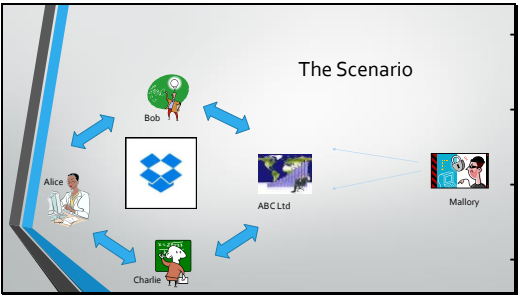 The Scenario
Bob
Alice
ABC Ltd
Mallory
Charlie